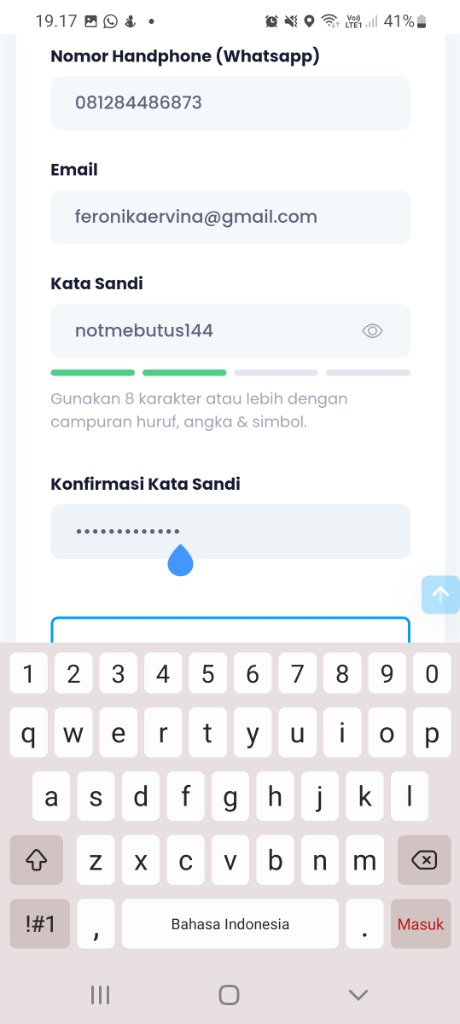 19.17 41%
Nomor Handphone (Whatsapp)
081284486873
Email
feronikaervina@gmail.com
Kata Sandi
notmebutus144
Gunakan 8 karakter atau lebih dengan
campuran huruf, angka & simbol.
Konfirmasi Kata Sandi
•••••••••••••
1 2 3 4 5 6 7 8 9 0
q w e r t y u i o p
a s d f g h j k l
z x c v b n m
!#1 , Bahasa Indonesia . Masuk